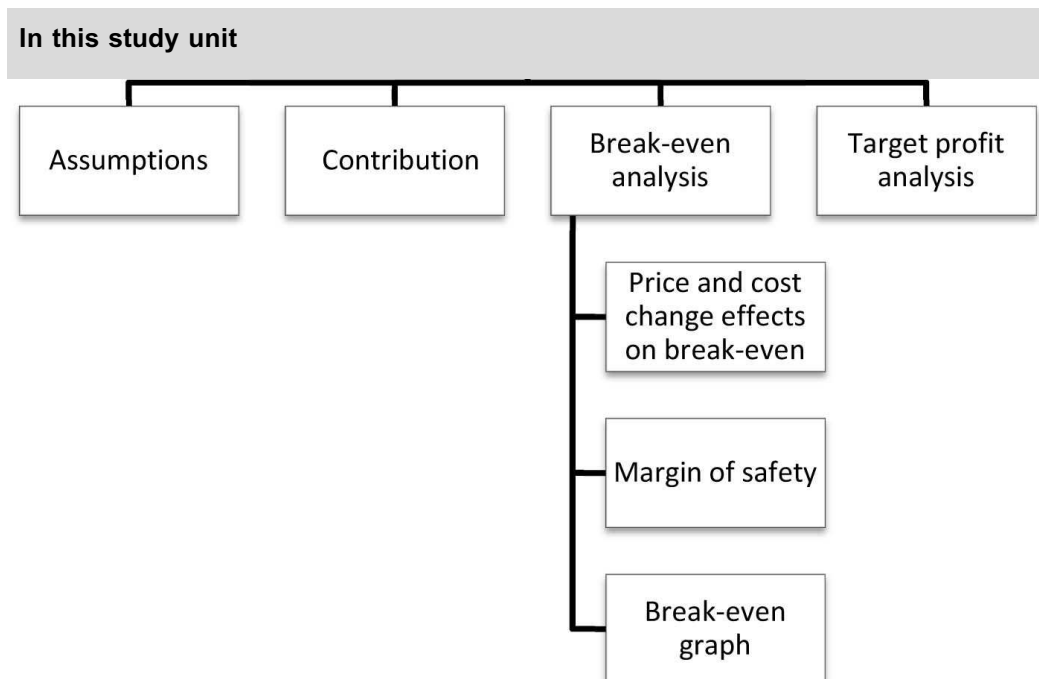 In this study unit
Assumptions
Contribution
Break-even
analysis
Target profit
analysis
Price and cost
change effects
on break-even
Margin of safety
Break-even
graph